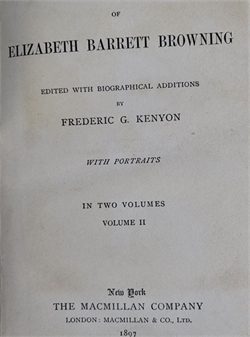 OF
ELIZABETH BARRETT BROWNING
EDITED WITH BIOGRAPHICAL ADDITIONS
BY
FREDERIC G. KENYON
WITH PORTRAITS
IN TWO VOLUMES
VOLUME II
New York
THE MACMILLAN COMPANY
LONDON: MACMILLAN & CO., LTD.
1897